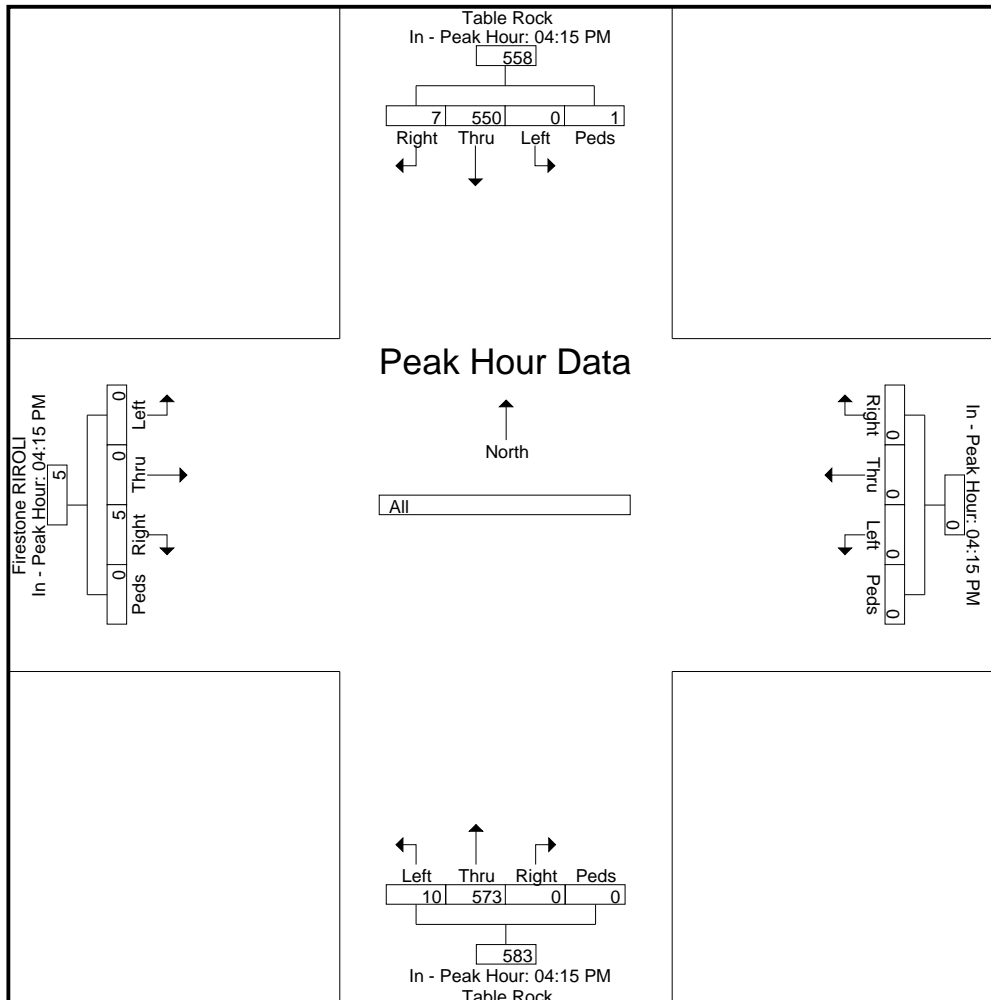 Table Rock
In - Peak Hour: 04:15 PM
558
7 550 0 1
Right Thru Left Peds
Peak Hour Data
North
All
Firestone RIROLI
In - Peak Hour: 04:15 PM
5
0 0 5 0
Left Thru Right Peds
In - Peak Hour: 04:15 PM
0
0 0 0 0
Right Thru Left Peds
Left Thru Right Peds
10 573 0 0
583
In - Peak Hour: 04:15 PM
Table Rock